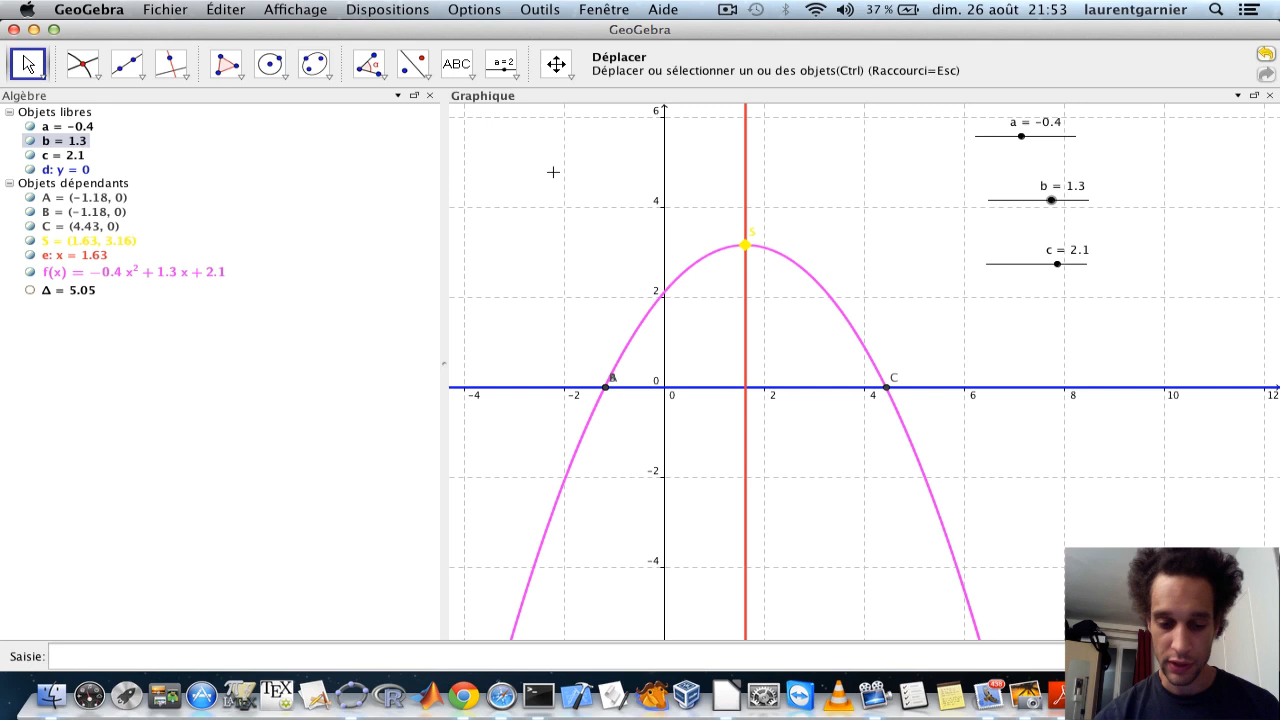 GeoGebra Fichier Éditer Affichage Dispositions Options Outils Fenêtre Aide 37 % dim. 26 août 21:53 laurentgarnier
GeoGebra
ABC a = 2
Déplacer
Déplacer ou sélectionner un ou des objets(Ctrl) (Raccourci=Esc)
Algèbre
Graphique
Objets libres
a = −0.4
b = 1.3
c = 2.1
d: y = 0
Objets dépendants
A = (−1.18, 0)
B = (−1.18, 0)
C = (4.43, 0)
S = (1.63, 3.16)
e: x = 1.63
f(x) = −0.4 x² + 1.3 x + 2.1
Δ = 5.05
a = −0.4
b = 1.3
c = 2.1
6
4
2
0
−2
−4
S
C
−4 −2 0 2 4 6 8 10 12
Saisie:
TEX
R
438